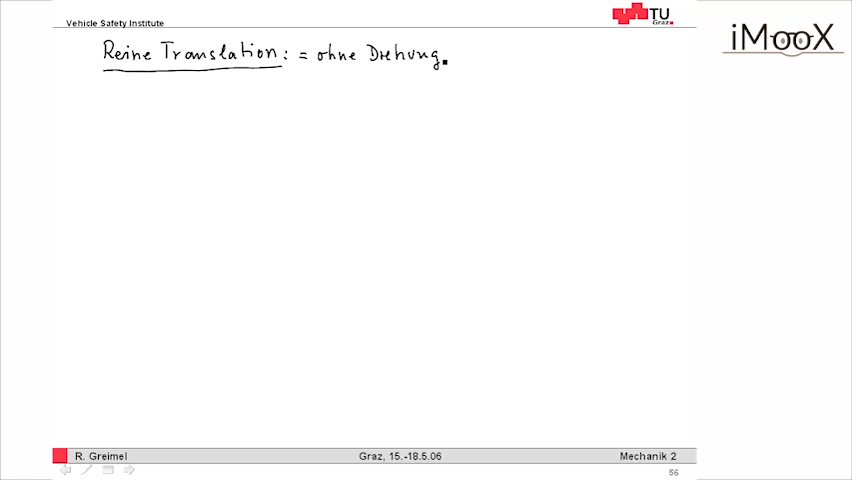 Vehicle Safety Institute
TU
Graz
iMooX
Reine Translation: = ohne Drehung.
R. Greimel
Graz, 15.-18.5.06
Mechanik 2
56